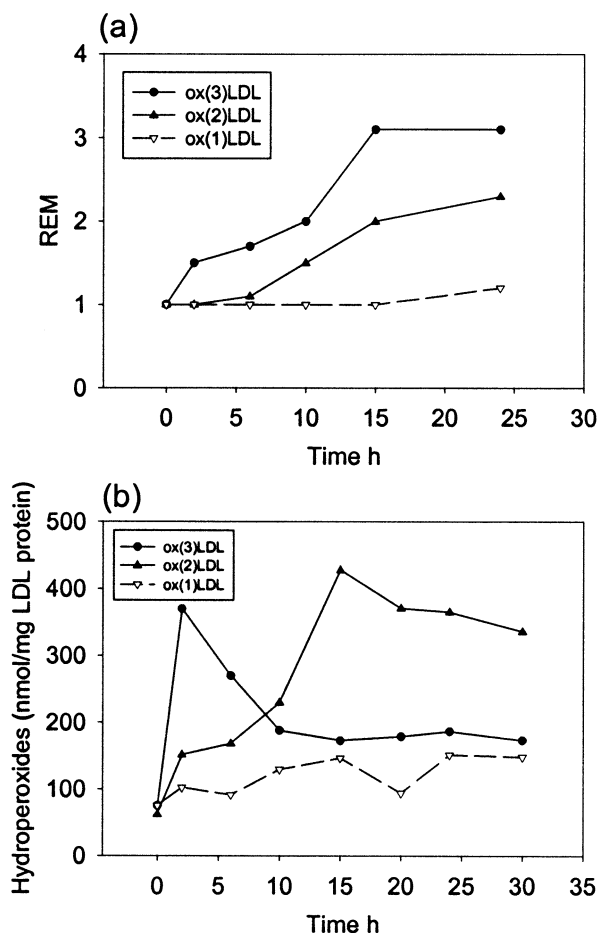 (a)
4
3
2
1
0
REM
ox(3)LDL
ox(2)LDL
ox(1)LDL
0 5 10 15 20 25 30
Time h
(b)
500
400
300
200
100
0
Hydroperoxides (nmol/mg LDL protein)
ox(3)LDL
ox(2)LDL
ox(1)LDL
0 5 10 15 20 25 30 35
Time h